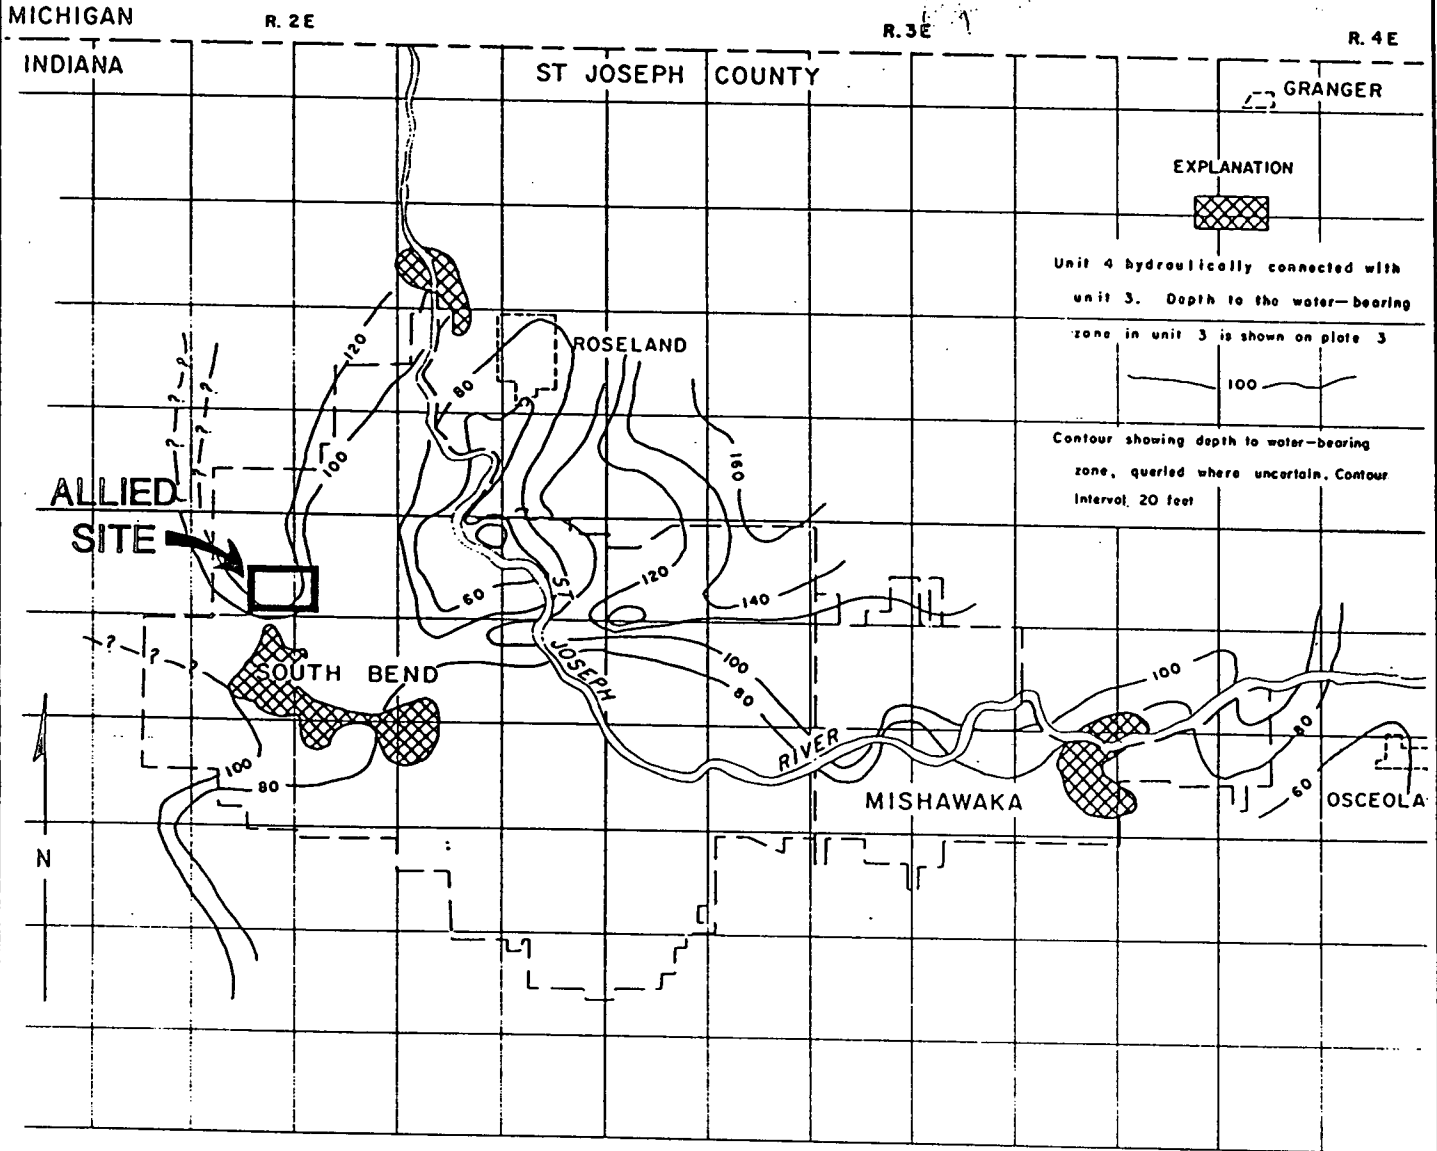 MICHIGAN
R. 2E
R. 3E
R. 4E
INDIANA
ST JOSEPH COUNTY
GRANGER
EXPLANATION
Unit 4 hydraulically connected with
unit 3. Depth to the water-bearing
zone in unit 3 is shown on plate 3
100
Contour showing depth to water-bearing
zone, queried where uncertain. Contour
Interval, 20 feet
120
ROSELAND
80
?
?
?
?
?
?
100
160
ALLIED
SITE
60
ST
120
140
?
?
?
SOUTH BEND
JOSEPH
100
80
100
RIVER
80
100
80
60
MISHAWAKA
OSCEOLA
N